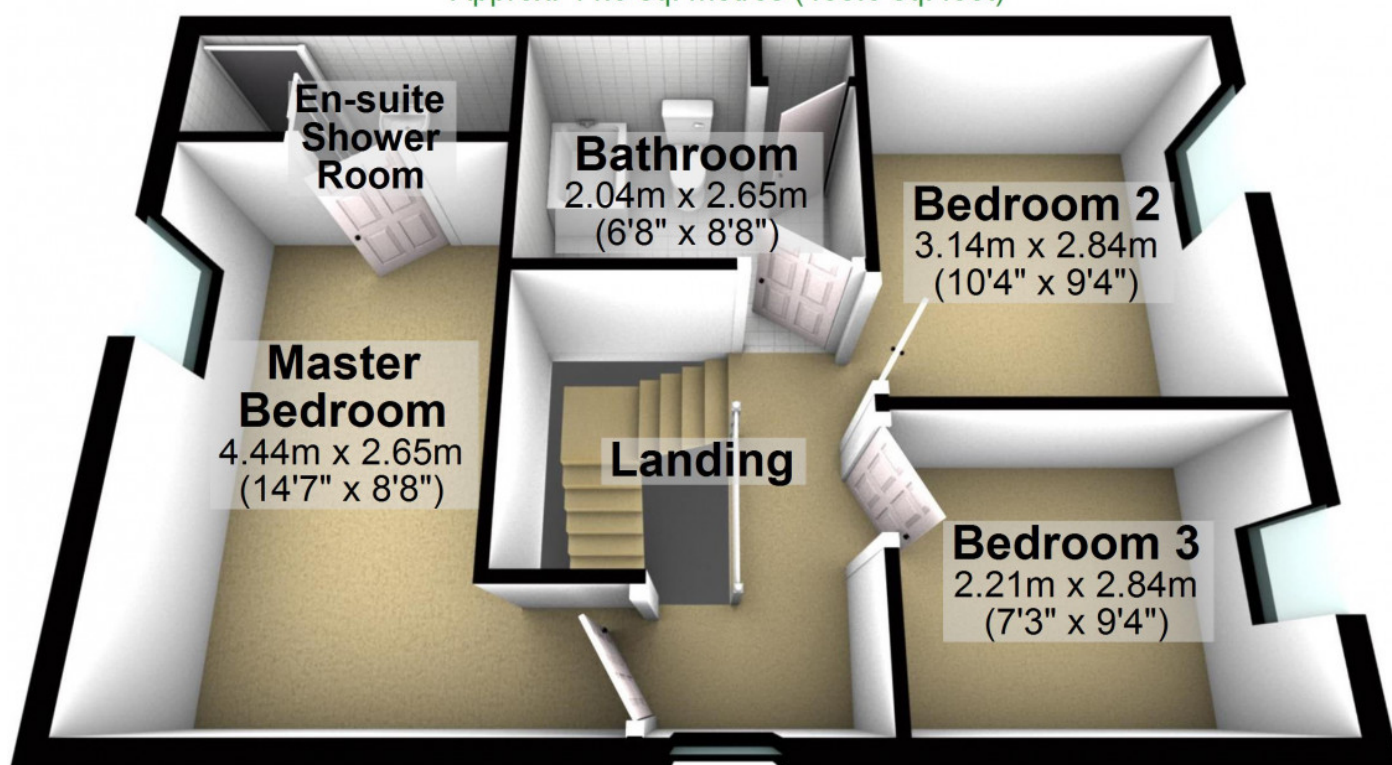 En-suite
Shower
Room
Bathroom
2.04m x 2.65m
(6'8" x 8'8")
Bedroom 2
3.14m x 2.84m
(10'4" x 9'4")
Master
Bedroom
4.44m x 2.65m
(14'7" x 8'8")
Landing
Bedroom 3
2.21m x 2.84m
(7'3" x 9'4")